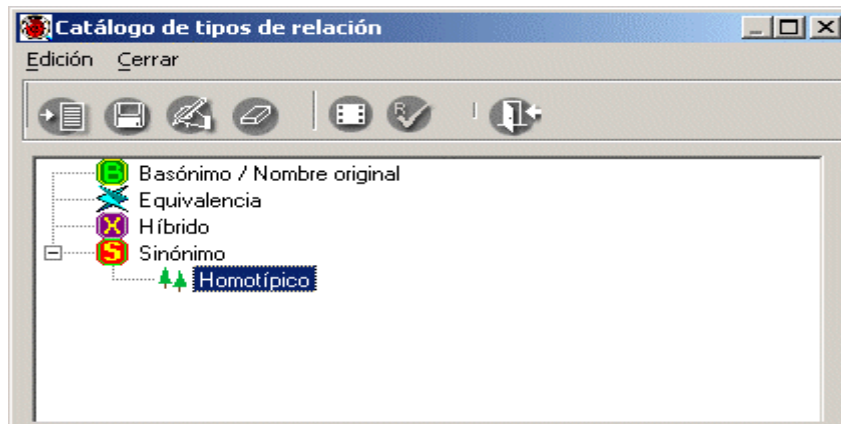 Catálogo de tipos de relación
Edición Cerrar
R
B Basónimo / Nombre original
Equivalencia
X Híbrido
S Sinónimo
Homotípico